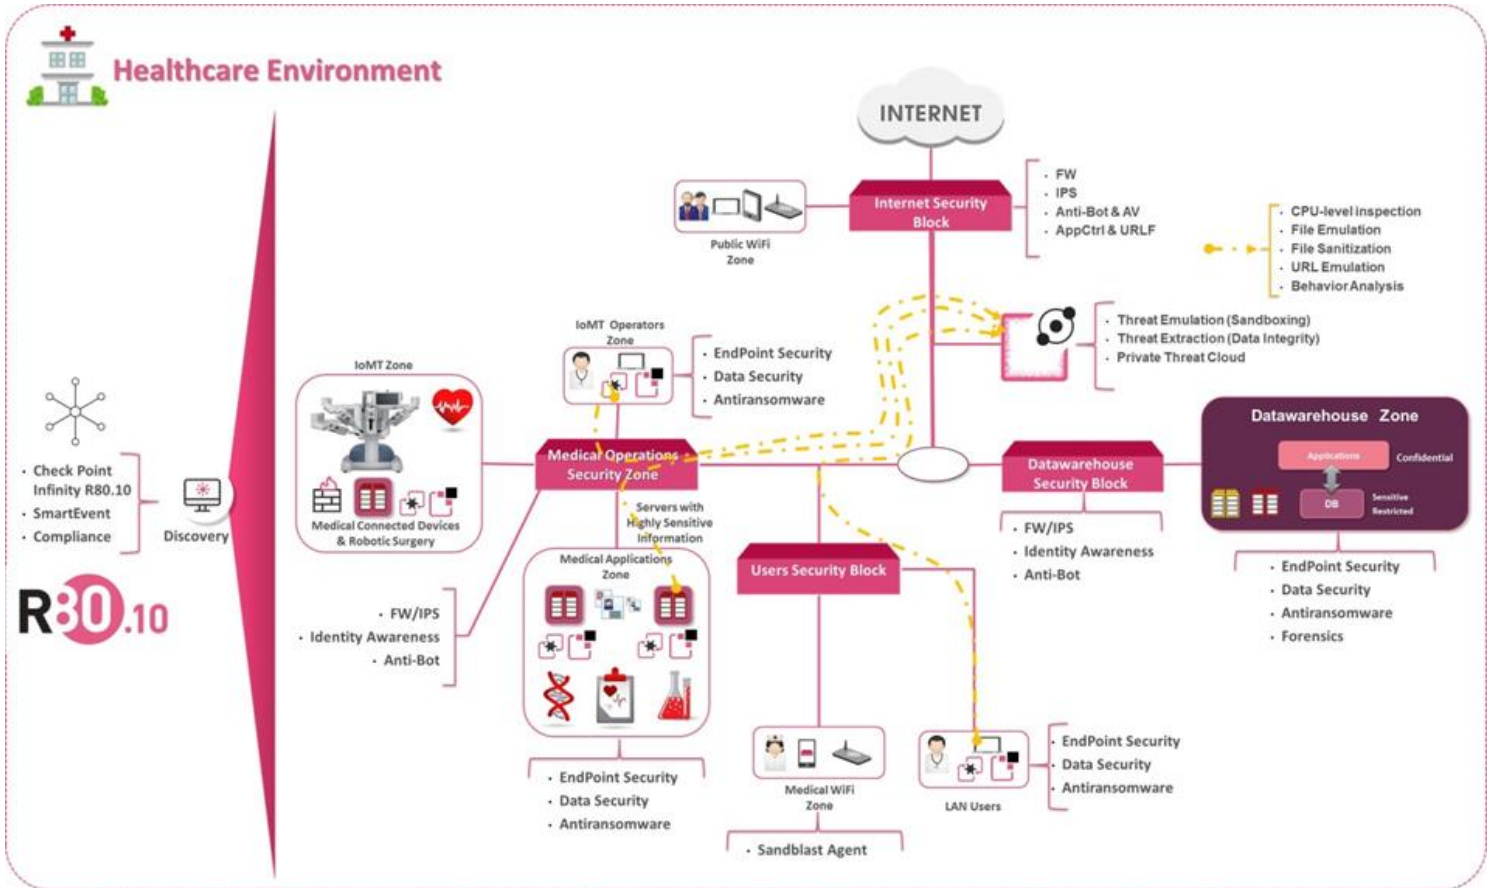 Healthcare Environment
INTERNET
Internet Security
Block
· FW
· IPS
· Anti-Bot & AV
· AppCtrl & URLF
Public WiFi
Zone
· CPU-level inspection
· File Emulation
· File Sanitization
· URL Emulation
· Behavior Analysis
· Threat Emulation (Sandboxing)
· Threat Extraction (Data Integrity)
· Private Threat Cloud
IoMT Operators
Zone
· EndPoint Security
· Data Security
· Antiransomware
IoMT Zone
Medical Connected Devices
& Robotic Surgery
· Check Point
Infinity R80.10
· SmartEvent
· Compliance
Discovery
R80.10
Medical Operations
Security Zone
· FW/IPS
· Identity Awareness
· Anti-Bot
Servers with
Highly Sensitive
Information
Medical Applications
Zone
· EndPoint Security
· Data Security
· Antiransomware
Datawarehouse
Security Block
· FW/IPS
· Identity Awareness
· Anti-Bot
Datawarehouse Zone
Applications
Confidential
DB
Sensitive
Restricted
· EndPoint Security
· Data Security
· Antiransomware
· Forensics
Users Security Block
Medical WiFi
Zone
· Sandblast Agent
LAN Users
· EndPoint Security
· Data Security
· Antiransomware